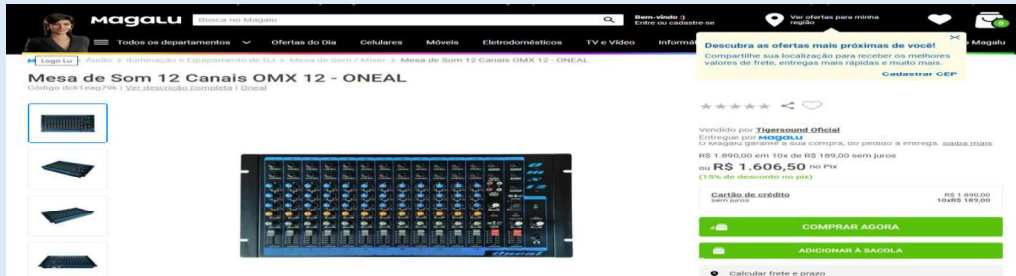 Magalu
Busca no Magalu
Bem-vindo :)
Entre ou cadastre-se
Ver ofertas para minha
região
0
Todos os departamentos
Ofertas do Dia
Celulares
Móveis
Eletrodomésticos
TV e Vídeo
Informát
o Magalu
Descubra as ofertas mais próximas de você!
Compartilhe sua localização para receber os melhores
valores de frete, entregas mais rápidas e muito mais.
Cadastrar CEP
Logo Lu
Áudio > Iluminação e Equipamento de DJ > Mesa de Som / Mixer > Mesa de Som 12 Canais OMX 12 - ONEAL
Mesa de Som 12 Canais OMX 12 - ONEAL
Código dck1eag79k | Ver descrição completa | Oneal
Vendido por Tigersound Oficial
Entregue por Magalu
O Magalu garante a sua compra, do pedido à entrega. Saiba mais
R$ 1.890,00 em 10x de R$ 189,00 sem juros
ou R$ 1.606,50 no Pix
(15% de desconto no pix)
Cartão de crédito
sem juros
R$ 1.890,00
10xR$ 189,00
COMPRAR AGORA
ADICIONAR À SACOLA
Calcular frete e prazo
OMX12
Oneal